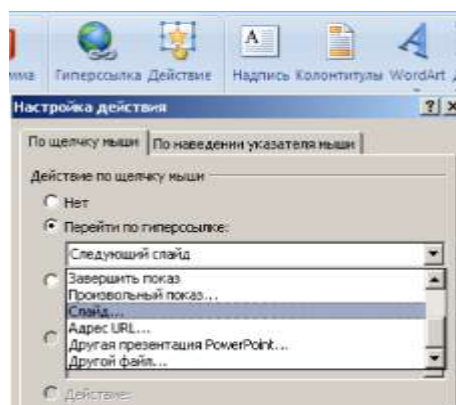 мма Гиперссылка Действие Надпись Колонтитулы WordArt
Настройка действия
По щелчку мыши По наведении указателя мыши
Действие по щелчку мыши
Нет
Перейти по гиперссылке:
Следующий слайд
Завершить показ
Произвольный показ...
Слайд...
Адрес URL...
Другая презентация PowerPoint...
Другой файл...
Действие: